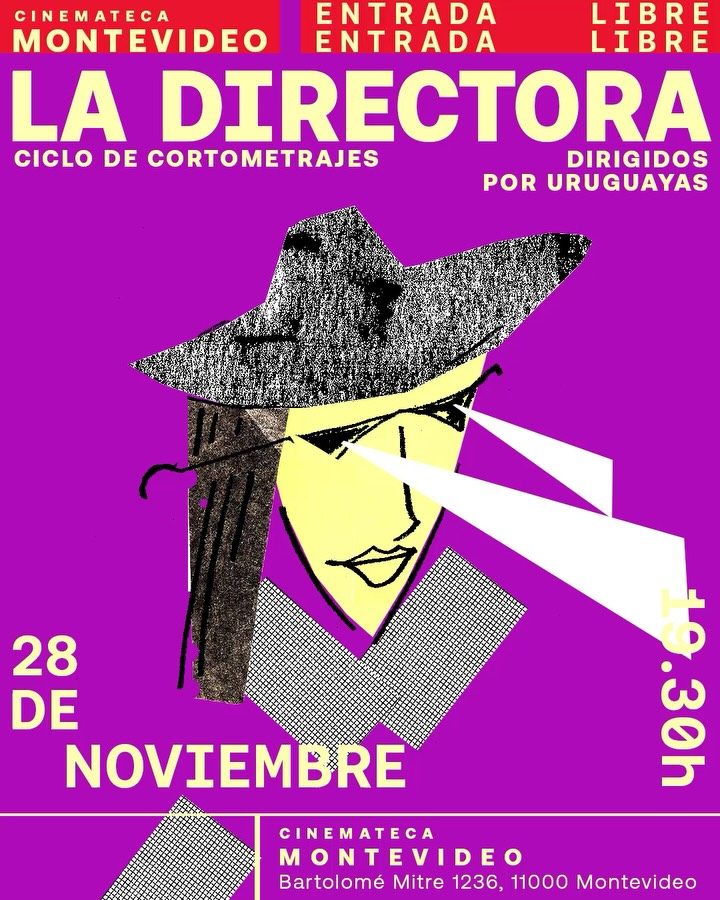 CINEMATECA
MONTEVIDEO
ENTRADA LIBRE
ENTRADA LIBRE
LA DIRECTORA
CICLO DE CORTOMETRAJES
DIRIGIDOS
POR URUGUAYAS
28
DE
NOVIEMBRE
19.30h
CINEMATECA
MONTEVIDEO
Bartolomé Mitre 1236, 11000 Montevideo